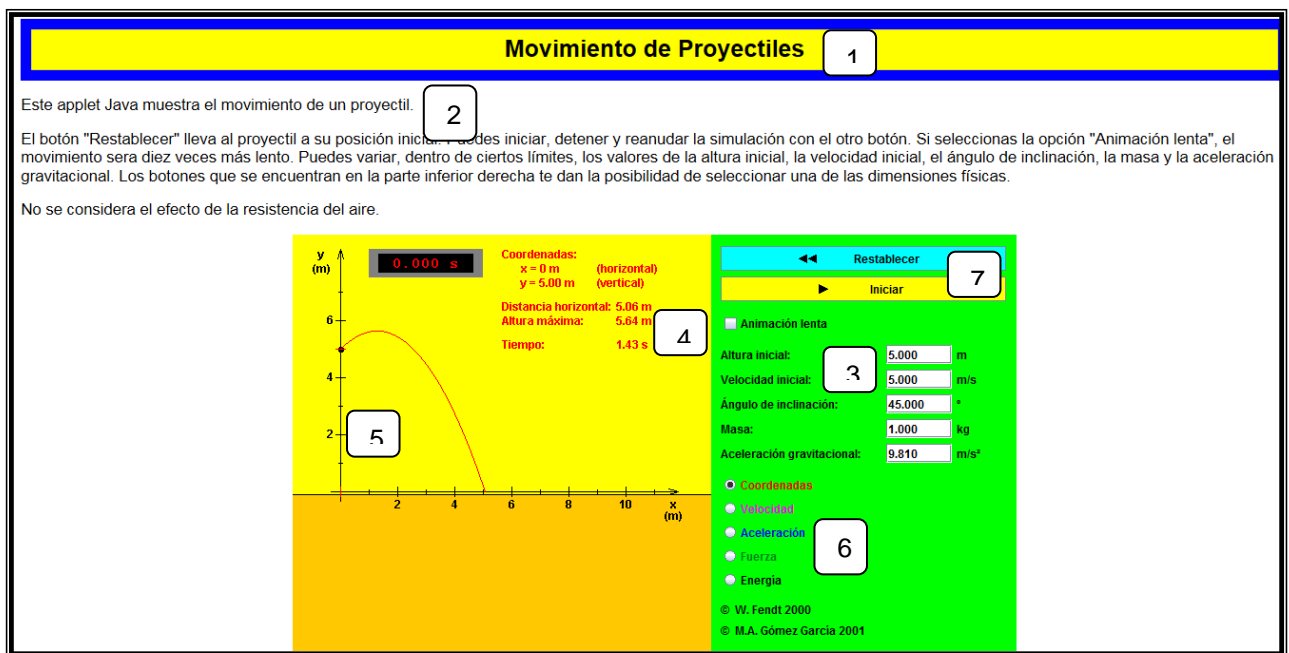 Movimiento de Proyectiles
1
Este applet Java muestra el movimiento de un proyectil.
2
El botón "Restablecer" lleva al proyectil a su posición inicial. Puedes iniciar, detener y reanudar la simulación con el otro botón. Si seleccionas la opción "Animación lenta", el
movimiento sera diez veces más lento. Puedes variar, dentro de ciertos límites, los valores de la altura inicial, la velocidad inicial, el ángulo de inclinación, la masa y la aceleración
gravitacional. Los botones que se encuentran en la parte inferior derecha te dan la posibilidad de seleccionar una de las dimensiones físicas.
No se considera el efecto de la resistencia del aire.
y
(m)
0.000 s
Coordenadas:
x = 0 m (horizontal)
y = 5.00 m (vertical)
Distancia horizontal: 5.06 m
Altura máxima: 5.64 m
Tiempo: 1.43 s
4
6
4
2
5
2 4 6 8 10 x
(m)
Restablecer
Iniciar
7
Animación lenta
Altura inicial: 5.000 m
Velocidad inicial: 5.000 m/s
3
Ángulo de inclinación: 45.000 °
Masa: 1.000 kg
Aceleración gravitacional: 9.810 m/s²
Coordenadas
Velocidad
Aceleración
Fuerza
Energia
6
© W. Fendt 2000
© M.A. Gómez García 2001